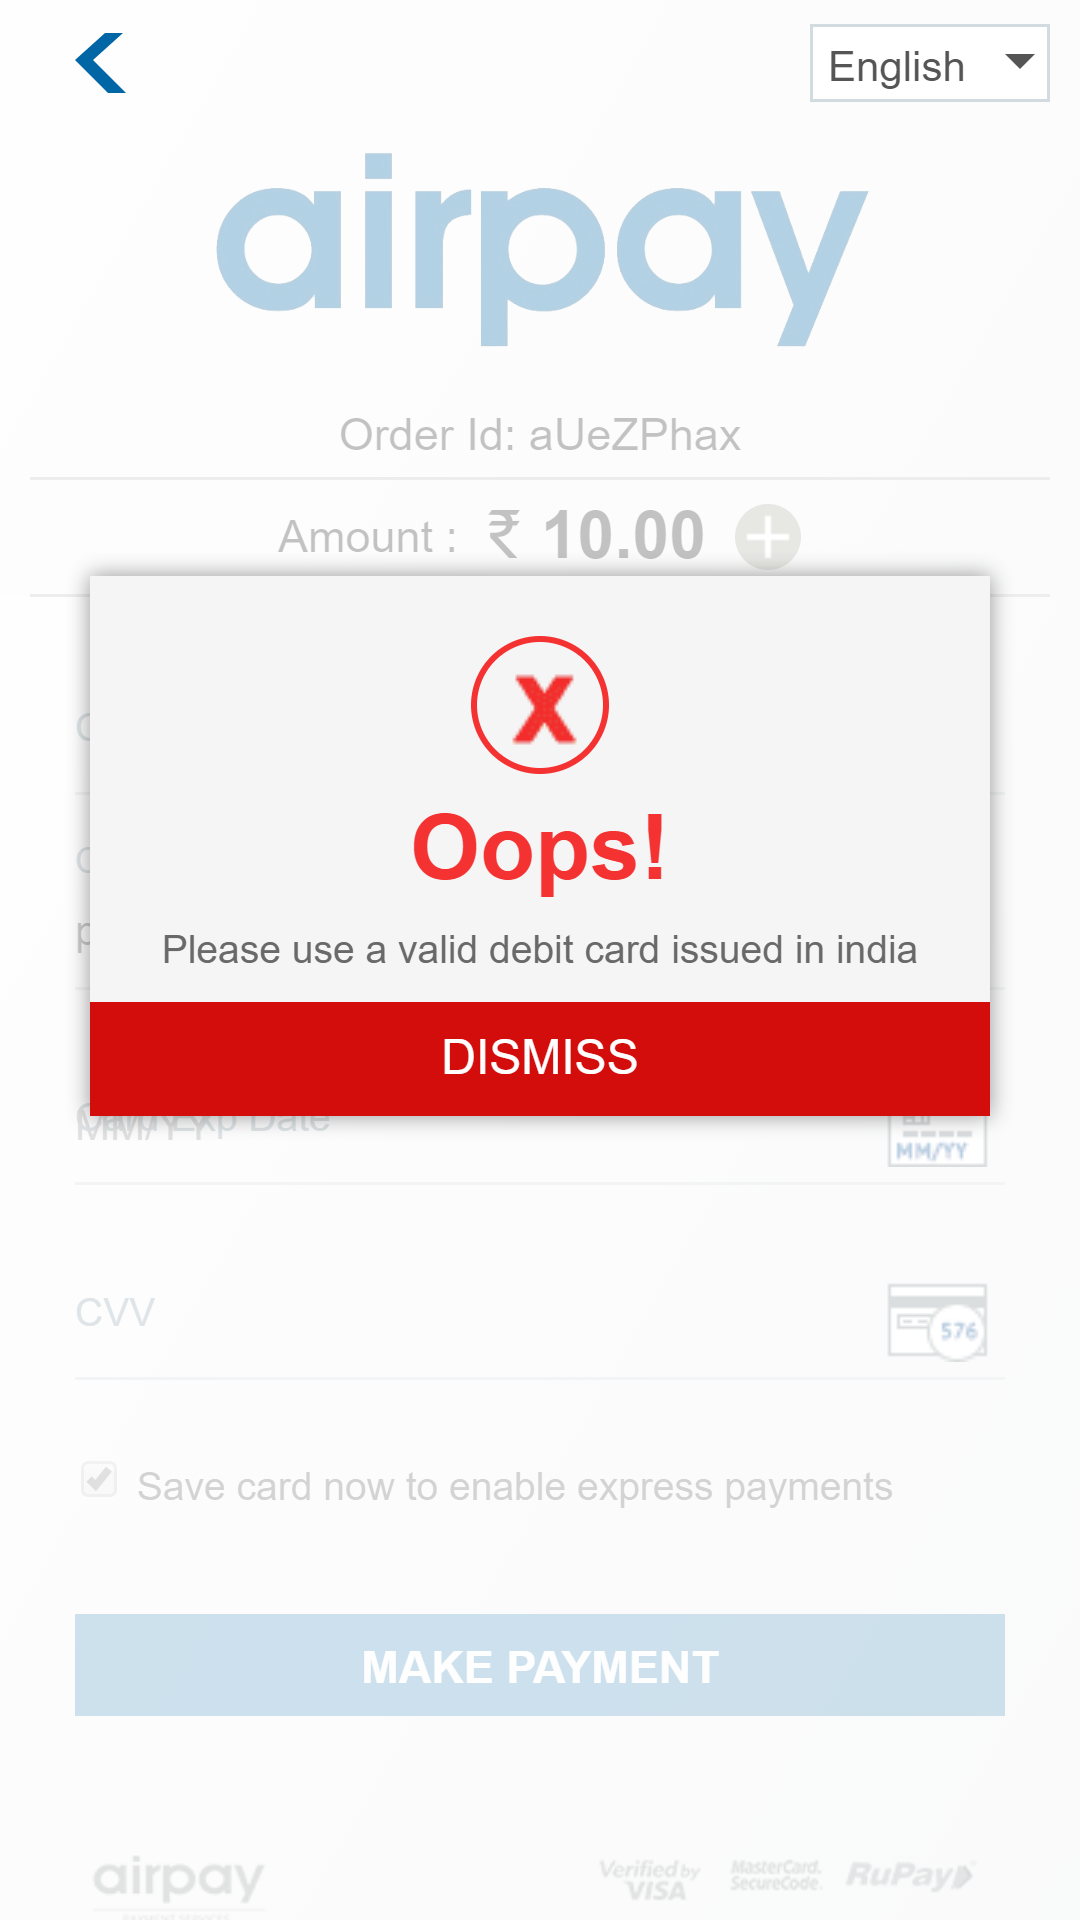 English
airpay
Order Id: aUeZPhax
Amount : ₹ 10.00
X
Oops!
Please use a valid debit card issued in india
DISMISS
Card Exp Date
MM/YY
MM/YY
CVV
576
Save card now to enable express payments
MAKE PAYMENT
airpay
Verified by VISA
MasterCard. SecureCode.
RuPay